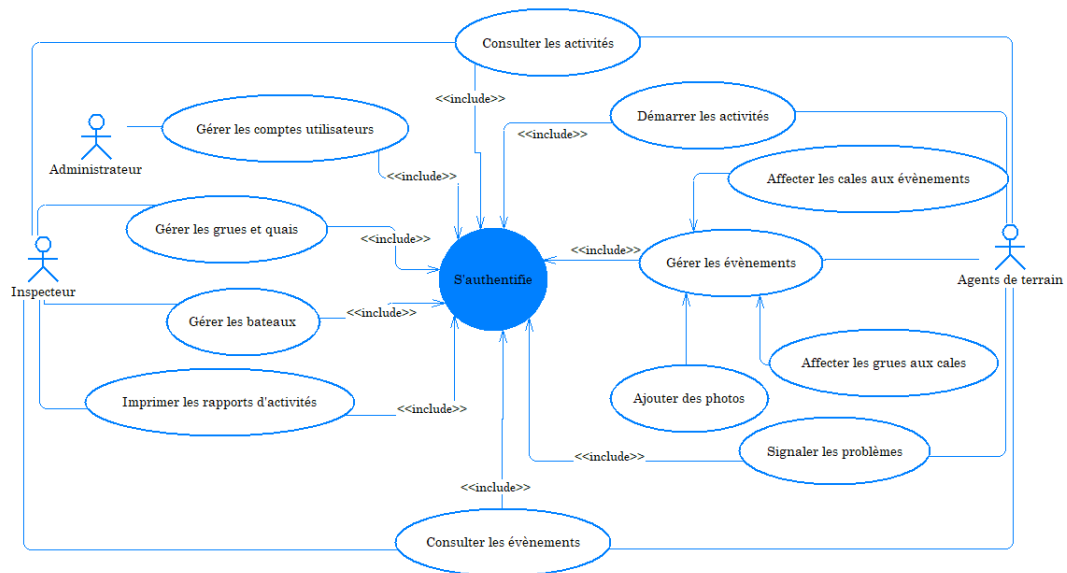 Consulter les activités
<<include>>
Démarrer les activités
<<include>>
Gérer les comptes utilisateurs
Administrateur
<<include>>
Affecter les cales aux évènements
Gérer les grues et quais
<<include>>
<<include>>
Gérer les évènements
S'authentifie
Inspecteur
Agents de terrain
<<include>>
Gérer les bateaux
Affecter les grues aux cales
Imprimer les rapports d'activités
<<include>>
Ajouter des photos
Signaler les problèmes
<<include>>
<<include>>
Consulter les évènements